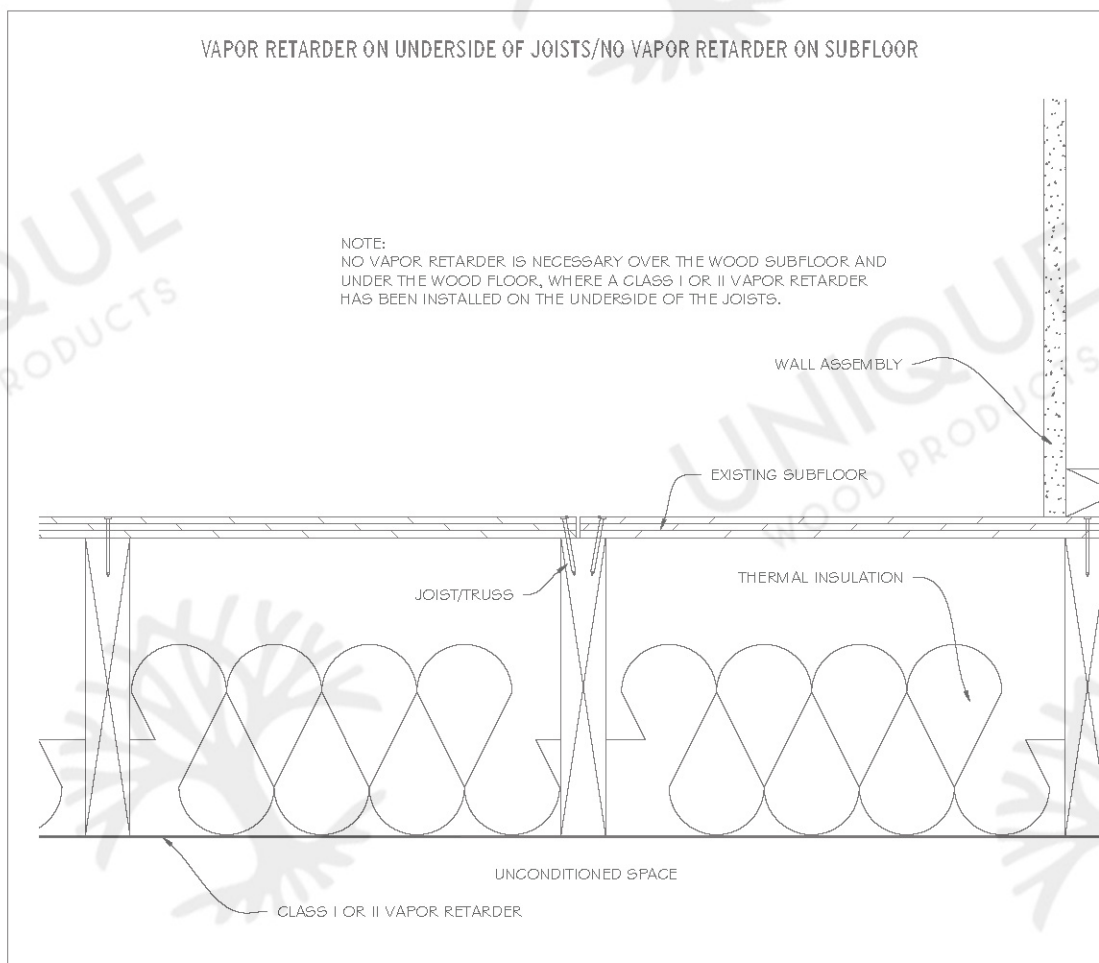 VAPOR RETARDER ON UNDERSIDE OF JOISTS/NO VAPOR RETARDER ON SUBFLOOR
NOTE:
NO VAPOR RETARDER IS NECESSARY OVER THE WOOD SUBFLOOR AND
UNDER THE WOOD FLOOR, WHERE A CLASS I OR II VAPOR RETARDER
HAS BEEN INSTALLED ON THE UNDERSIDE OF THE JOISTS.
WALL ASSEMBLY
EXISTING SUBFLOOR
JOIST/TRUSS
THERMAL INSULATION
UNCONDITIONED SPACE
CLASS I OR II VAPOR RETARDER
QUE
PRODUCTS
UNIQUE
WOOD PRODUCTS